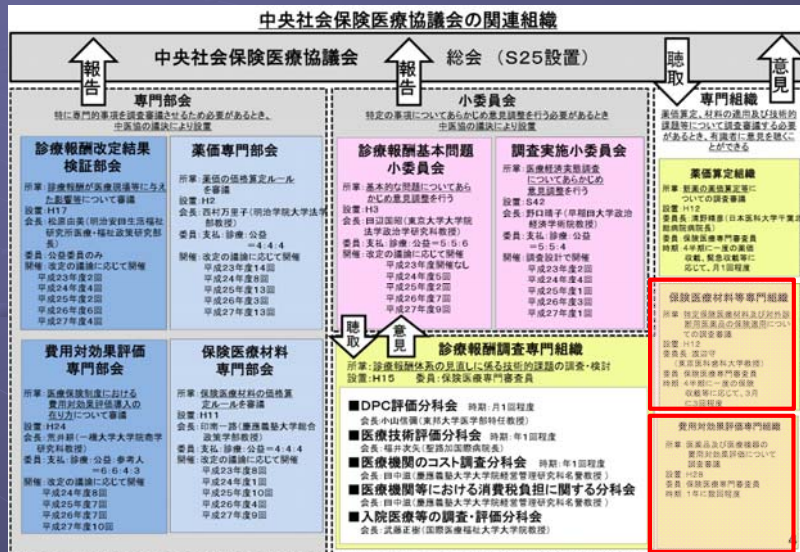 中央社会保険医療協議会の関連組織
中央社会保険医療協議会 総会 (S25設置)
報告
報告
聴取
意見
専門部会
特に専門的事項を調査審議させるため必要があるとき、
中医協の議決により設置
診療報酬改定結果
検証部会
所掌:診療報酬が医療現場等に与え
た影響等について審議
設置:H17
会長:松原由美(明治安田生活福祉
研究所医療・福祉政策研究部
長)
委員:公益委員のみ
開催:改定の議論に応じて開催
平成23年度2回
平成24年度4回
平成25年度2回
平成26年度6回
平成27年度4回
薬価専門部会
所掌:薬価の価格算定ルール
を審議
設置:H2
会長:西村万里子(明治学院大学法学
部教授)
委員:支払:診療:公益
=4:4:4
開催:改定の議論に応じて開催
平成23年度14回
平成24年度8回
平成25年度13回
平成26年度3回
平成27年度13回
費用対効果評価
専門部会
所掌:医療保険制度における
費用対効果評価導入の
在り方について審議
設置:H24
会長:荒井耕(一橋大学大学院商学
研究科教授)
委員:支払:診療:公益:参考人
=6:6:4:3
開催:改定の議論に応じて開催
平成24年度8回
平成25年度7回
平成26年度7回
平成27年度10回
保険医療材料
専門部会
所掌:保険医療材料の価格算
定ルールを審議
設置:H11
会長:印南一路(慶應義塾大学総合
政策学部教授)
委員:支払:診療:公益=4:4:4
開催:改定の議論に応じて開催
平成23年度8回
平成24年度1回
平成25年度10回
平成26年度4回
平成27年度9回
小委員会
特定の事項についてあらかじめ意見調整を行う必要があるとき
中医協の議決により設置
診療報酬基本問題
小委員会
所掌:基本的な問題についてあら
かじめ意見調整を行う
設置:H3
会長:田辺国昭(東京大学大学院
法学政治学研究科教授)
委員:支払:診療:公益=5:5:6
開催:改定の議論に応じて開催
平成23年度開催なし
平成24年度5回
平成25年度2回
平成26年度7回
平成27年度9回
調査実施小委員会
所掌:医療経済実態調査
についてあらかじめ
意見調整を行う
設置:S42
会長:野口晴子(早稲田大学政治
経済学術院教授)
委員:支払:診療:公益
=5:5:4
開催:調査設計で開催
平成23年度1回
平成24年度2回
平成25年度1回
平成26年度3回
平成27年度1回
聴取
意見
診療報酬調査専門組織
所掌:診療報酬体系の見直しに係る技術的課題の調査・検討
設置:H15 委員:保険医療専門審査員
■DPC評価分科会 時期:月1回程度
会長:小山信彌(東邦大学医学部特任教授)
■医療技術評価分科会 時期:年1回程度
会長:福井次矢(聖路加国際病院長)
■医療機関のコスト調査分科会 時期:年1回程度
会長:田中滋(慶應義塾大学大学院経営管理研究科名誉教授)
■医療機関等における消費税負担に関する分科会
会長:田中滋(慶應義塾大学大学院経営管理研究科名誉教授)
■入院医療等の調査・評価分科会
会長:武藤正樹(国際医療福祉大学大学院教授)
専門組織
薬価算定、材料の適用及び技術的
課題等について調査審議する必要
があるとき、有識者に意見を聴くこ
とができる
薬価算定組織
所掌:新薬の薬価算定等に
ついての調査審議
設置:H12
委員長:清野精彦(日本医科大学千葉北
総病院病院長)
委員:保険医療専門審査員
時期:4半期に一度の薬価
収載、緊急収載等に
応じて、月1回程度
保険医療材料等専門組織
所掌:特定保険医療材料及び体外診
断用医薬品の保険適用につい
ての調査審議
設置:H12
委員長:渡辺守
(東京医科歯科大学教授)
委員:保険医療専門審査員
時期:4半期に一度の保険
収載等に応じて、3月
に3回程度
費用対効果評価専門組織
所掌:医薬品及び医療機器の
費用対効果評価について
調査審議
設置:H28
委員:保険医療専門審査員
時期:1年に数回程度
4